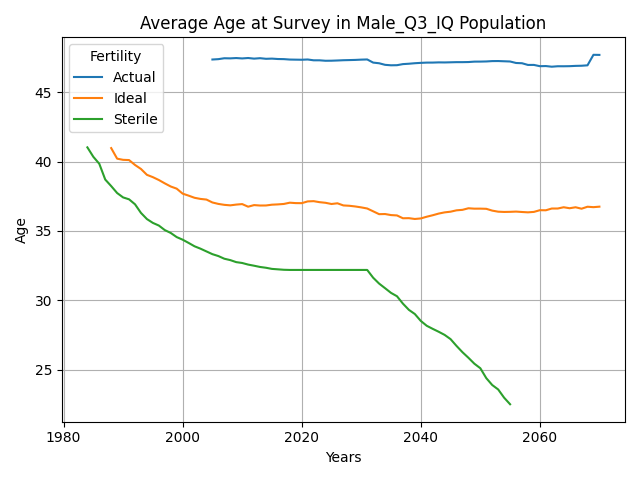 Average Age at Survey in Male_Q3_IQ Population
Fertility
Actual
Ideal
Sterile
Age
45
40
35
30
25
1980
2000
2020
2040
2060
Years